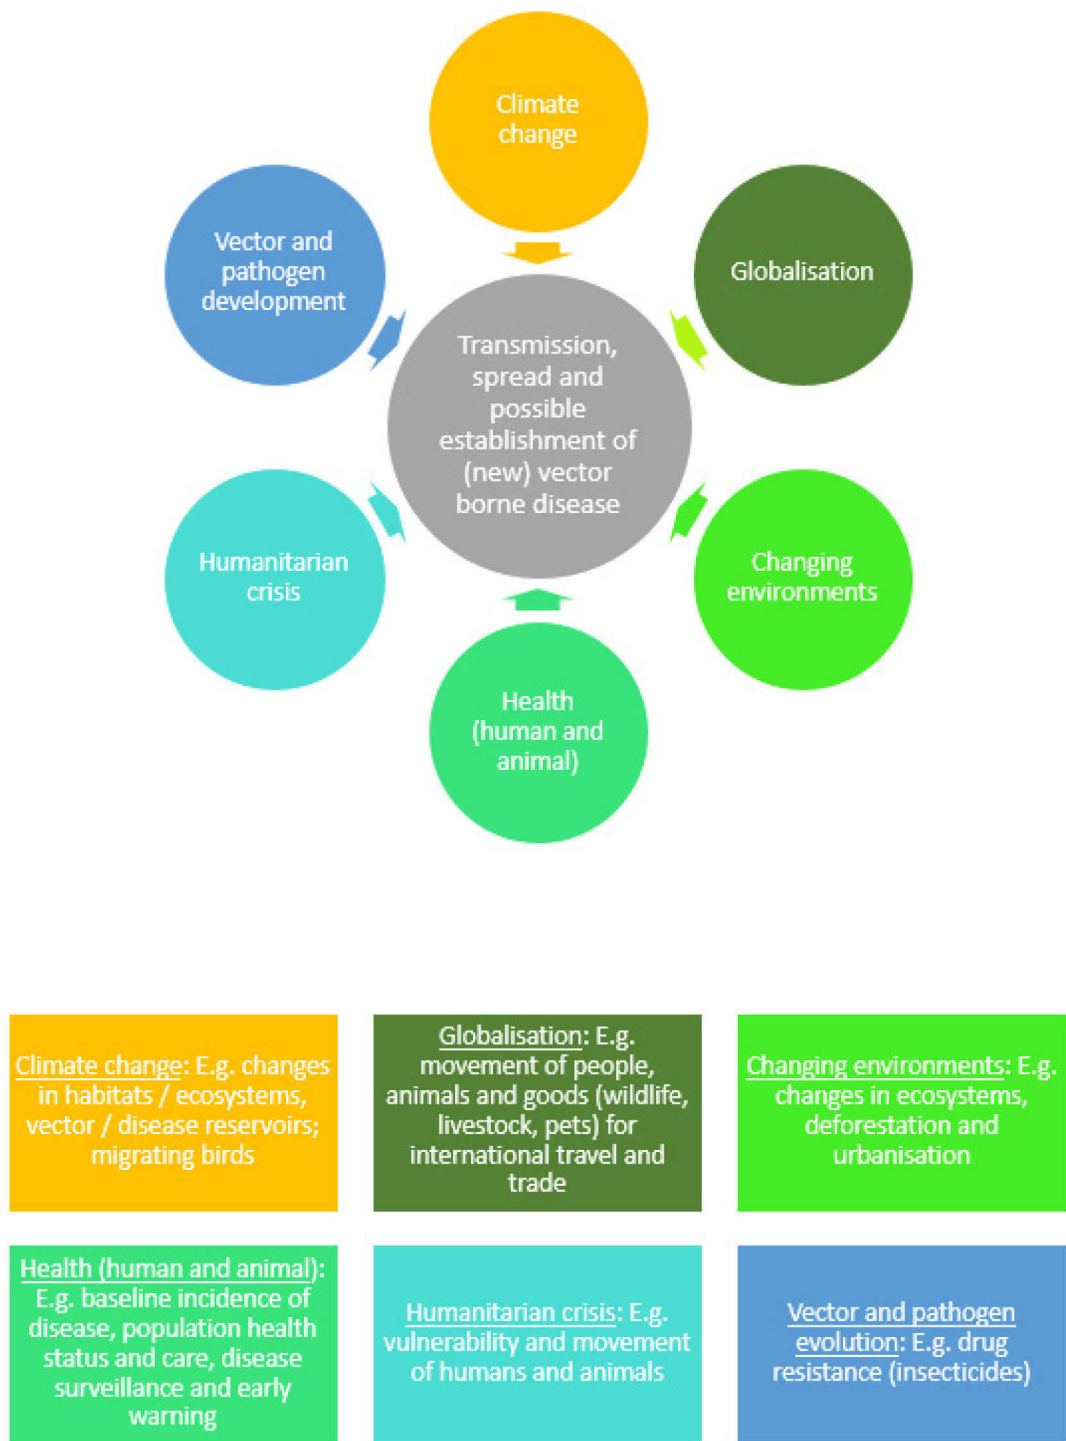 Climate
change
Vector and
pathogen
development
Globalisation
Transmission,
spread and
possible
establishment of
(new) vector
borne disease
Humanitarian
crisis
Changing
environments
Health
(human and
animal)
Climate change: E.g. changes
in habitats / ecosystems,
vector / disease reservoirs;
migrating birds
Globalisation: E.g.
movement of people,
animals and goods (wildlife,
livestock, pets) for
international travel and
trade
Changing environments: E.g.
changes in ecosystems,
deforestation and
urbanisation
Health (human and animal):
E.g. baseline incidence of
disease, population health
status and care, disease
surveillance and early
warning
Humanitarian crisis: E.g.
vulnerability and movement
of humans and animals
Vector and pathogen
evolution: E.g. drug
resistance (insecticides)